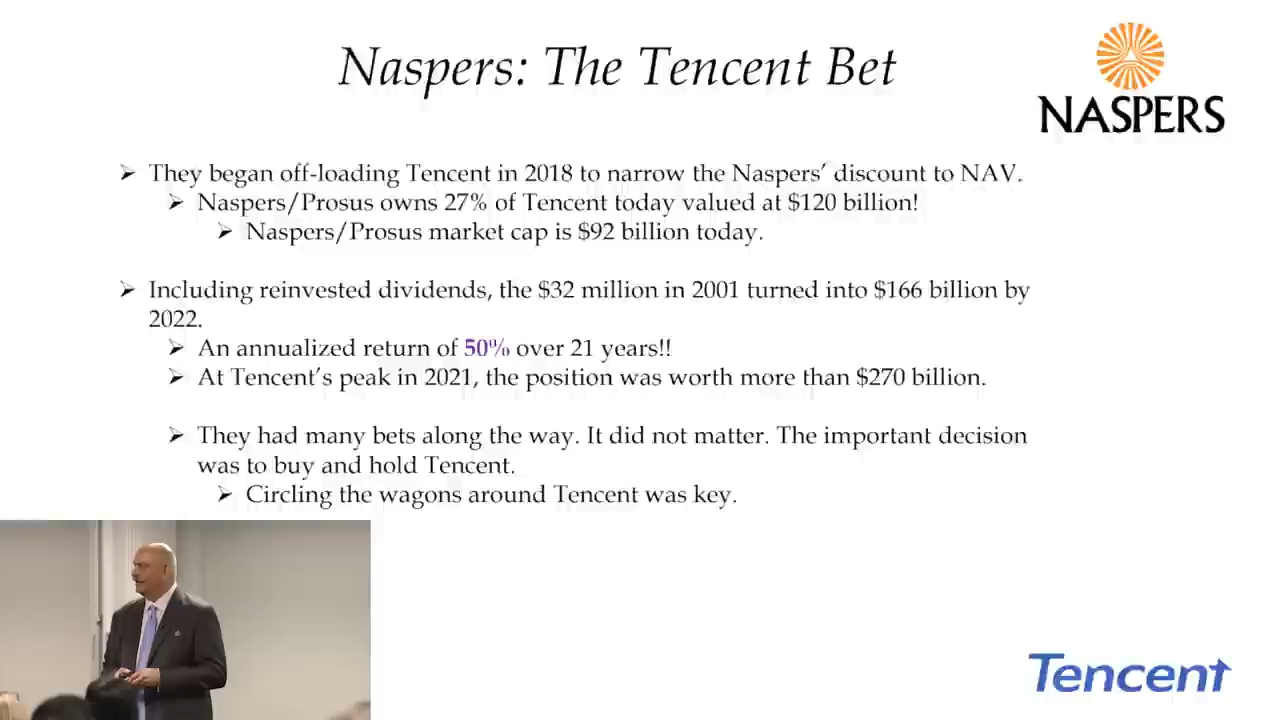 Naspers: The Tencent Bet
NASPERS
They began off-loading Tencent in 2018 to narrow the Naspers’ discount to NAV.
Naspers/Prosus owns 27% of Tencent today valued at $120 billion!
Naspers/Prosus market cap is $92 billion today.
Including reinvested dividends, the $32 million in 2001 turned into $166 billion by
2022.
An annualized return of 50% over 21 years!!
At Tencent’s peak in 2021, the position was worth more than $270 billion.
They had many bets along the way. It did not matter. The important decision
was to buy and hold Tencent.
Circling the wagons around Tencent was key.
Tencent